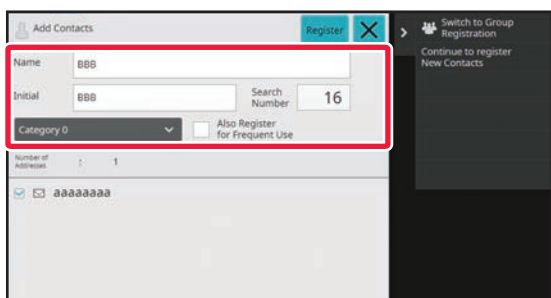 Add Contacts
Register
Switch to Group
Registration
Continue to register
New Contacts
Name
BBB
Initial
BBB
Search
Number
16
Category 0
Also Register
for Frequent Use
Number of
Addresses
:
1
aaaaaaaa